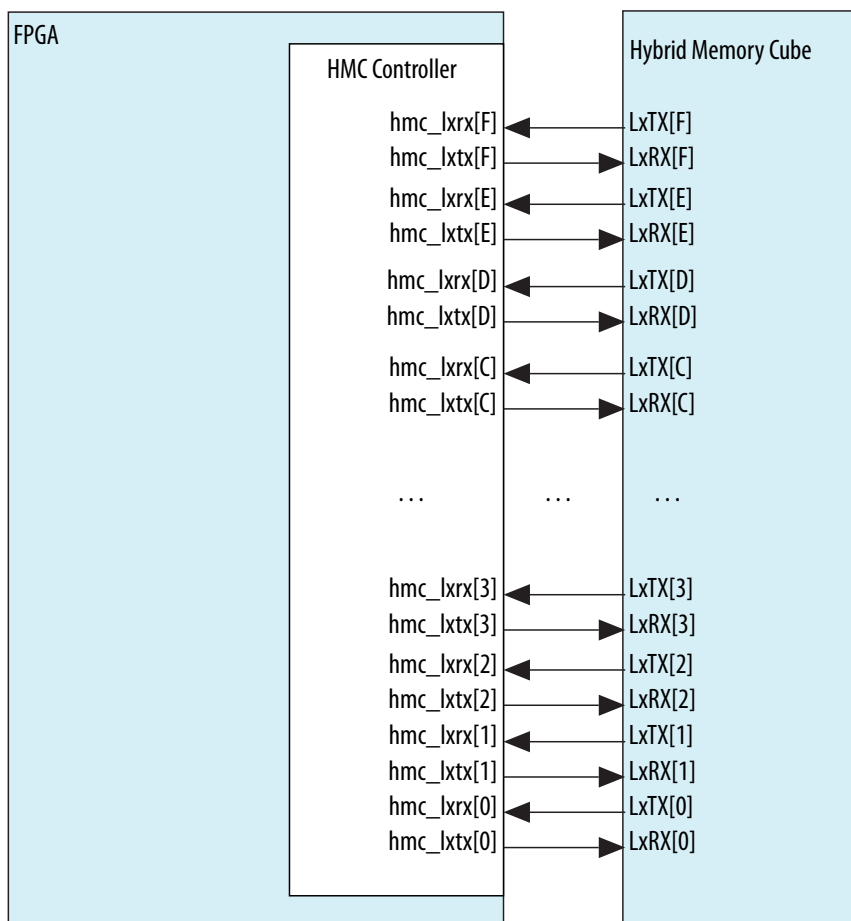 FPGA
HMC Controller
Hybrid Memory Cube
hmc_lxrx[F] LxTX[F]
hmc_lxtx[F] LxRX[F]
hmc_lxrx[E] LxTX[E]
hmc_lxtx[E] LxRX[E]
hmc_lxrx[D] LxTX[D]
hmc_lxtx[D] LxRX[D]
hmc_lxrx[C] LxTX[C]
hmc_lxtx[C] LxRX[C]
... ... ...
hmc_lxrx[3] LxTX[3]
hmc_lxtx[3] LxRX[3]
hmc_lxrx[2] LxTX[2]
hmc_lxtx[2] LxRX[2]
hmc_lxrx[1] LxTX[1]
hmc_lxtx[1] LxRX[1]
hmc_lxrx[0] LxTX[0]
hmc_lxtx[0] LxRX[0]